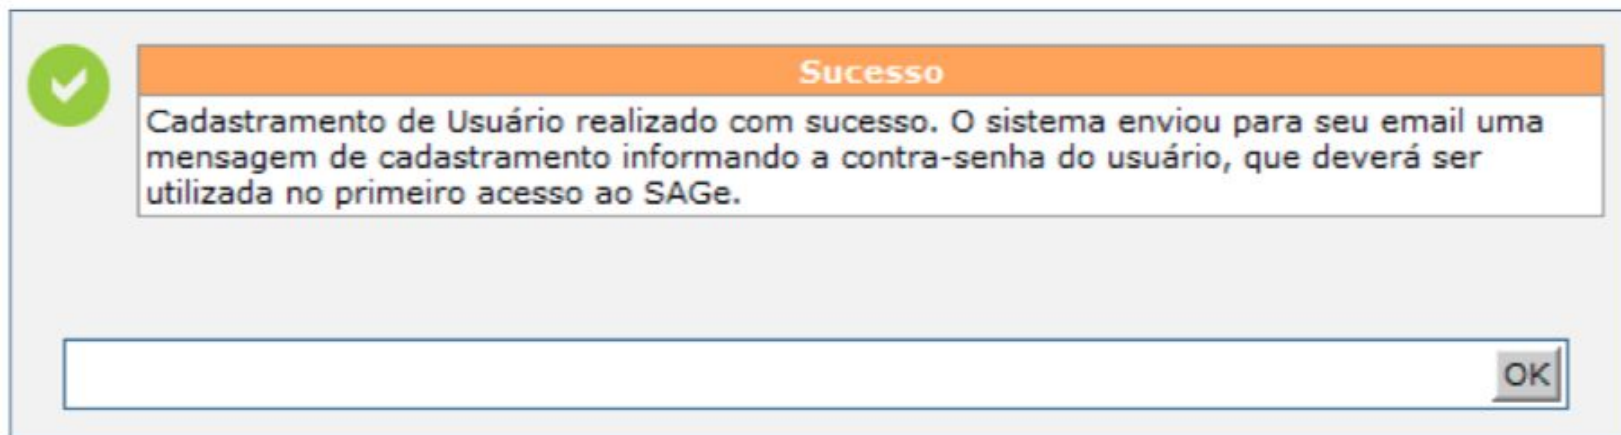 Sucesso
Cadastramento de Usuário realizado com sucesso. O sistema enviou para seu email uma
mensagem de cadastramento informando a contra-senha do usuário, que deverá ser
utilizada no primeiro acesso ao SAGe.
OK